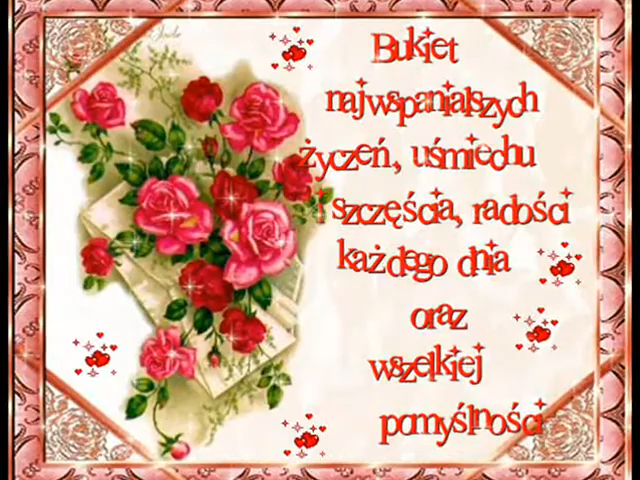 Bukiet
najwspanialszych
życzeń, uśmiechu
i szczęścia, radości
każdego dnia
oraz
wszelkiej
pomyślności